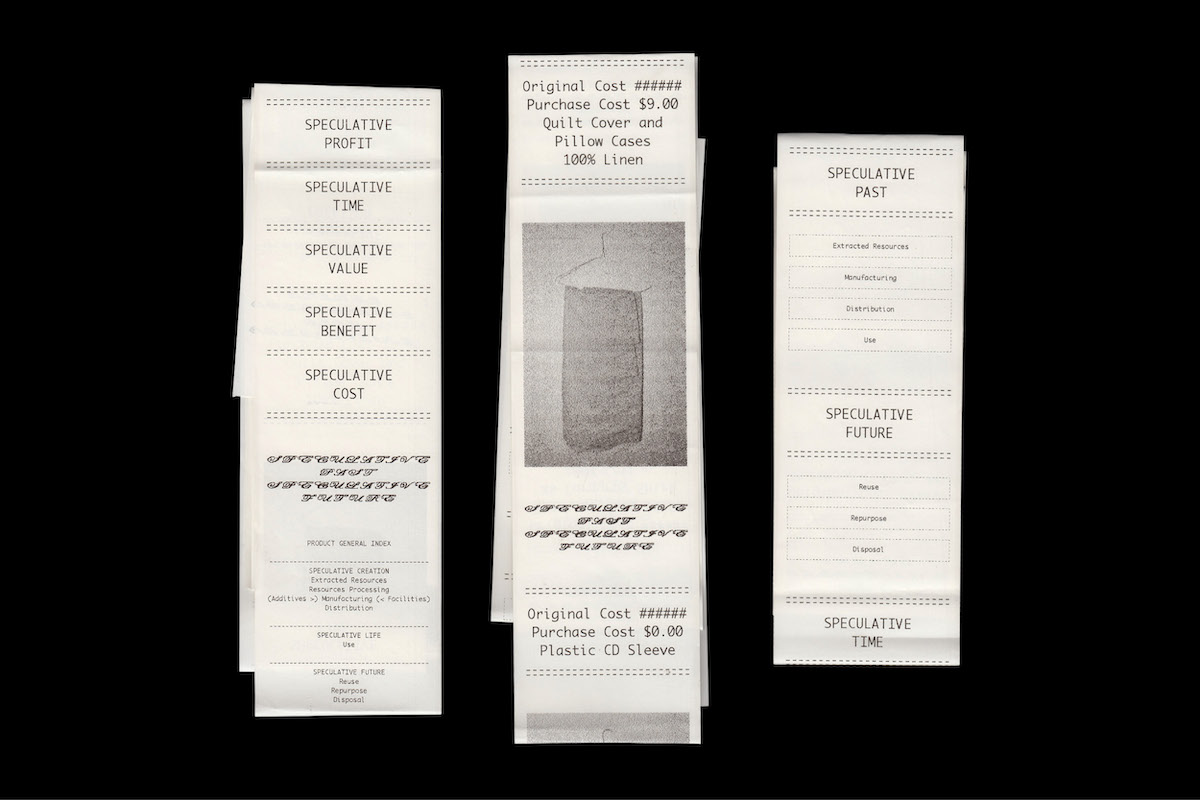 SPECULATIVE
PROFIT
SPECULATIVE
TIME
SPECULATIVE
VALUE
SPECULATIVE
BENEFIT
SPECULATIVE
COST
SPECULATIVE
PAST
SPECULATIVE
FUTURE
PRODUCT GENERAL INDEX
SPECULATIVE CREATION
Extracted Resources
Resources Processing
(Additives >) Manufacturing (< Facilities)
Distribution
SPECULATIVE LIFE
Use
SPECULATIVE FUTURE
Reuse
Repurpose
Disposal
Original Cost ######
Purchase Cost $9.00
Quilt Cover and
Pillow Cases
100% Linen
SPECULATIVE
PAST
SPECULATIVE
FUTURE
Original Cost ######
Purchase Cost $0.00
Plastic CD Sleeve
SPECULATIVE
PAST
Extracted Resources
Manufacturing
Distribution
Use
SPECULATIVE
FUTURE
Reuse
Repurpose
Disposal
SPECULATIVE
TIME